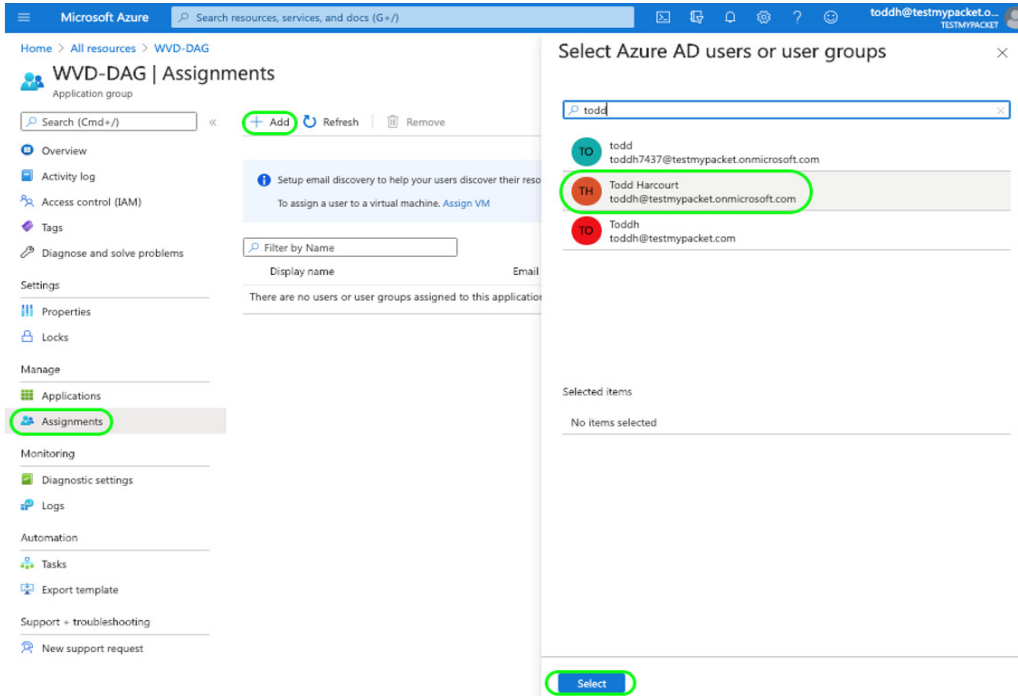 Microsoft Azure
Search resources, services, and docs (G+/)
toddh@testmypacket.o...
TESTMYPACKET
Home > All resources > WVD-DAG
WVD-DAG | Assignments
Application group
Search (Cmd+/)
Overview
Activity log
Access control (IAM)
Tags
Diagnose and solve problems
Settings
Properties
Locks
Manage
Applications
Assignments
Monitoring
Diagnostic settings
Logs
Automation
Tasks
Export template
Support + troubleshooting
New support request
Add
Refresh
Remove
Setup email discovery to help your users discover their reso
To assign a user to a virtual machine. Assign VM
Filter by Name
Display name
Email
There are no users or user groups assigned to this application
Select Azure AD users or user groups
todd
TO
todd
toddh7437@testmypacket.onmicrosoft.com
TH
Todd Harcourt
toddh@testmypacket.onmicrosoft.com
TO
Toddh
toddh@testmypacket.com
Selected items
No items selected
Select